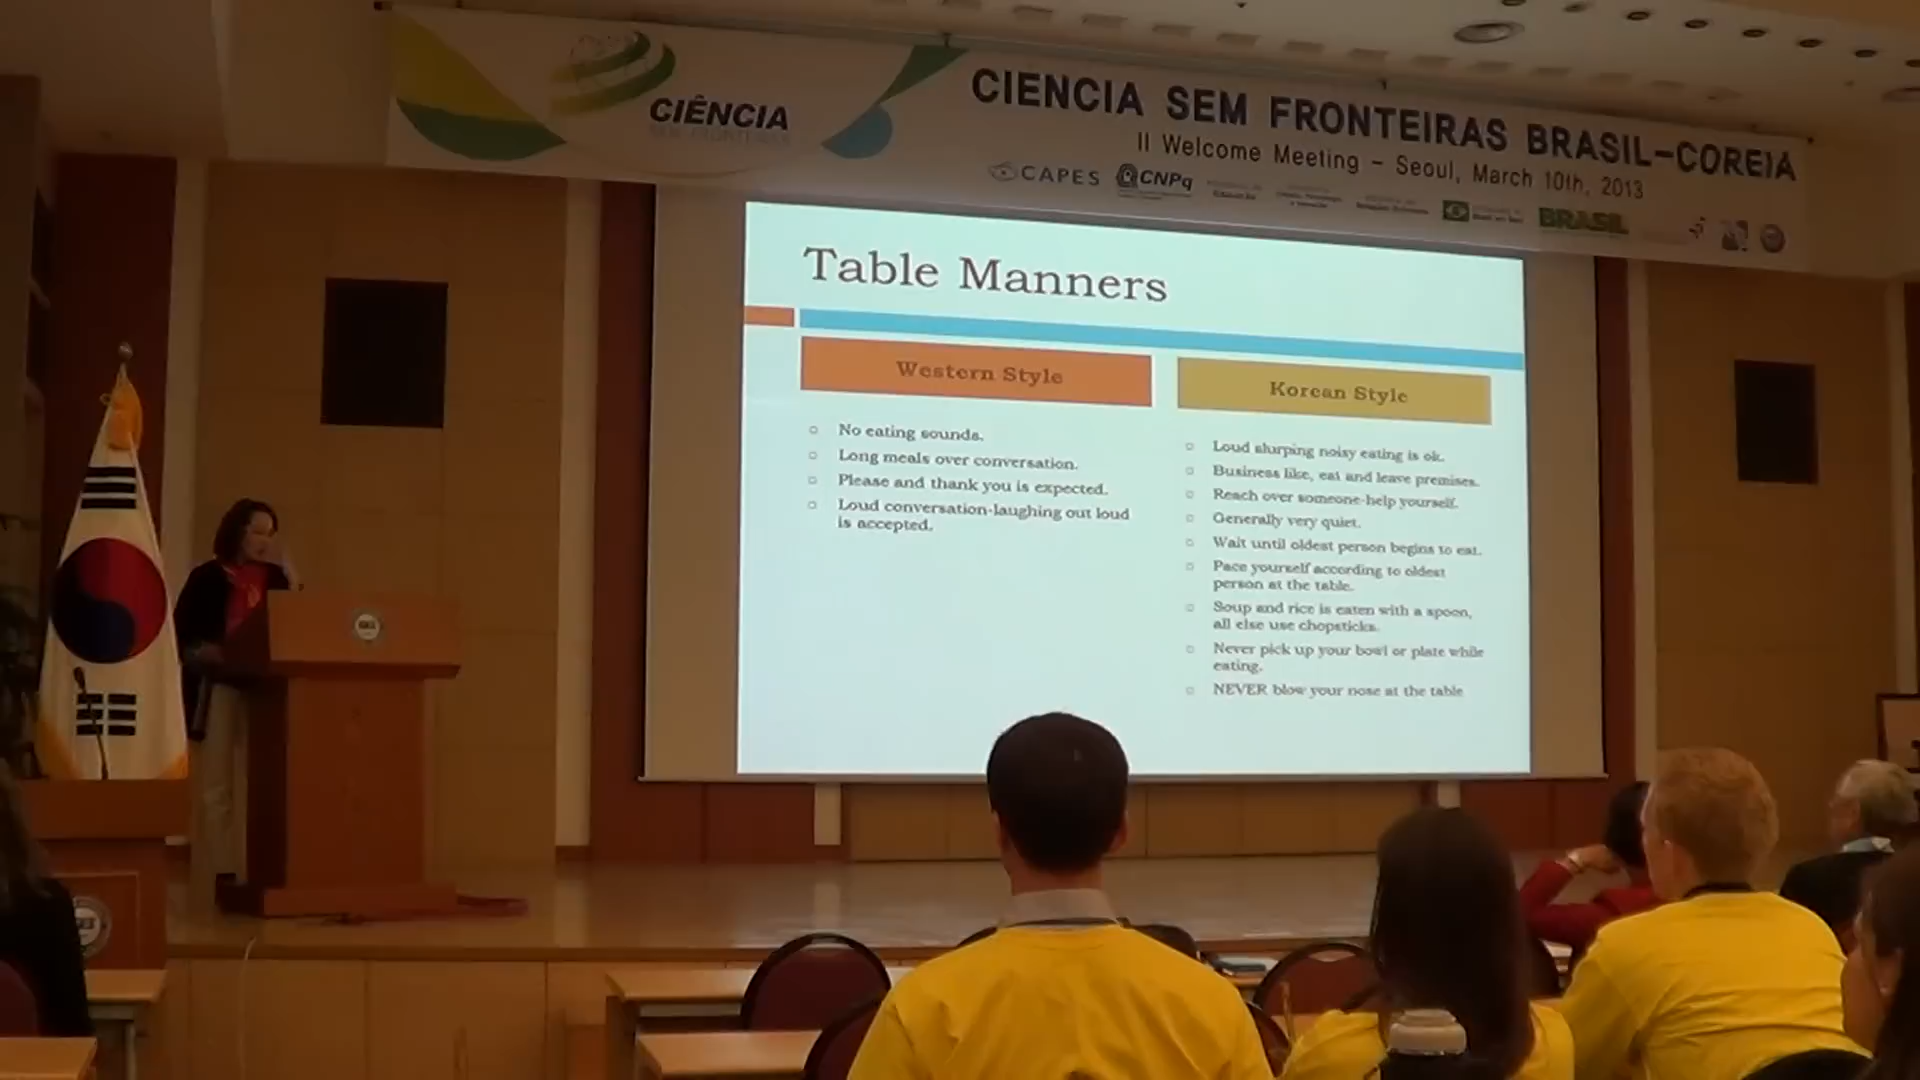 CIÊNCIA
SEM FRONTEIRAS
CIENCIA SEM FRONTEIRAS BRASIL-COREIA
II Welcome Meeting - Seoul, March 10th, 2013
CAPES CNPq BRASIL
Table Manners
Western Style
No eating sounds.
Long meals over conversation.
Please and thank you is expected.
Loud conversation-laughing out loud
is accepted.
Korean Style
Loud slurping noisy eating is ok.
Business like, eat and leave premises.
Reach over someone-help yourself.
Generally very quiet.
Wait until oldest person begins to eat.
Pace yourself according to oldest
person at the table.
Soup and rice is eaten with a spoon,
all else use chopsticks.
Never pick up your bowl or plate while
eating.
NEVER blow your nose at the table